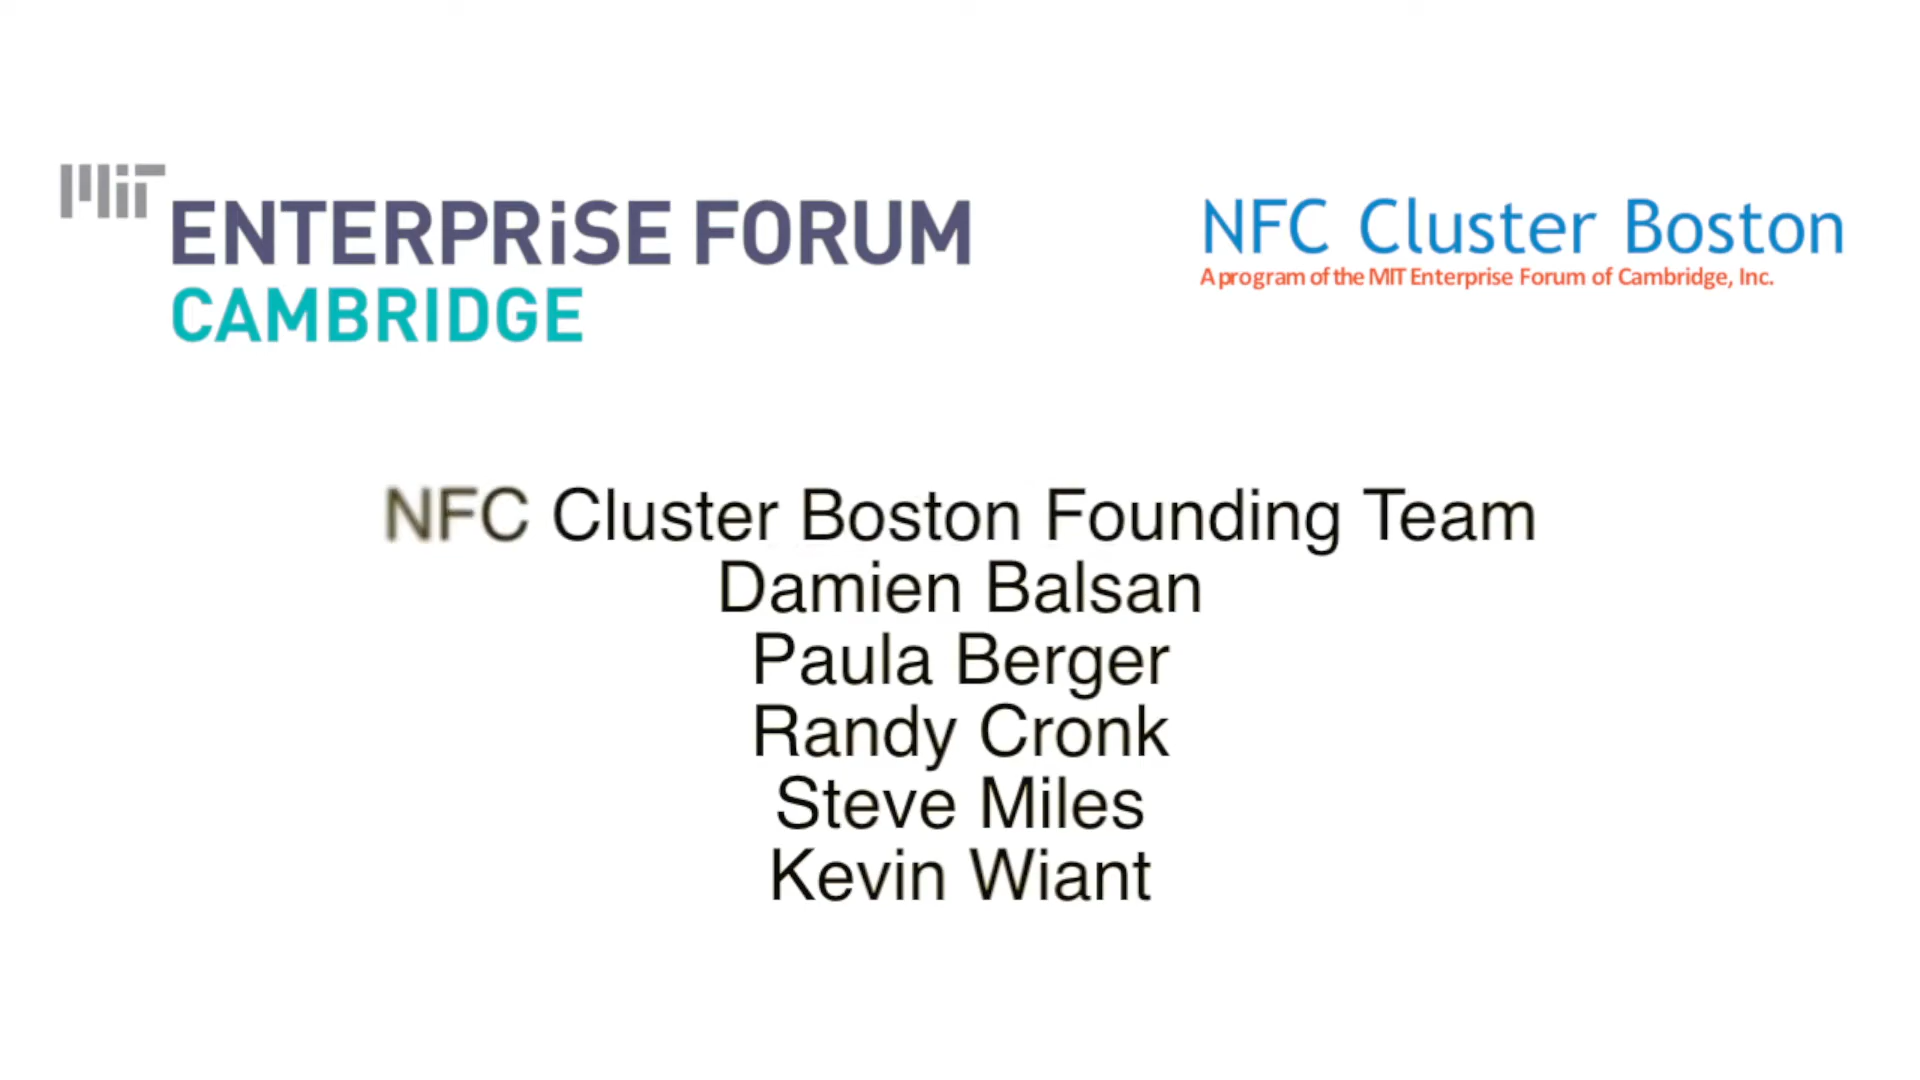 MIT
ENTERPRiSE FORUM
CAMBRIDGE
NFC Cluster Boston
A program of the MIT Enterprise Forum of Cambridge, Inc.
NFC Cluster Boston Founding Team
Damien Balsan
Paula Berger
Randy Cronk
Steve Miles
Kevin Wiant